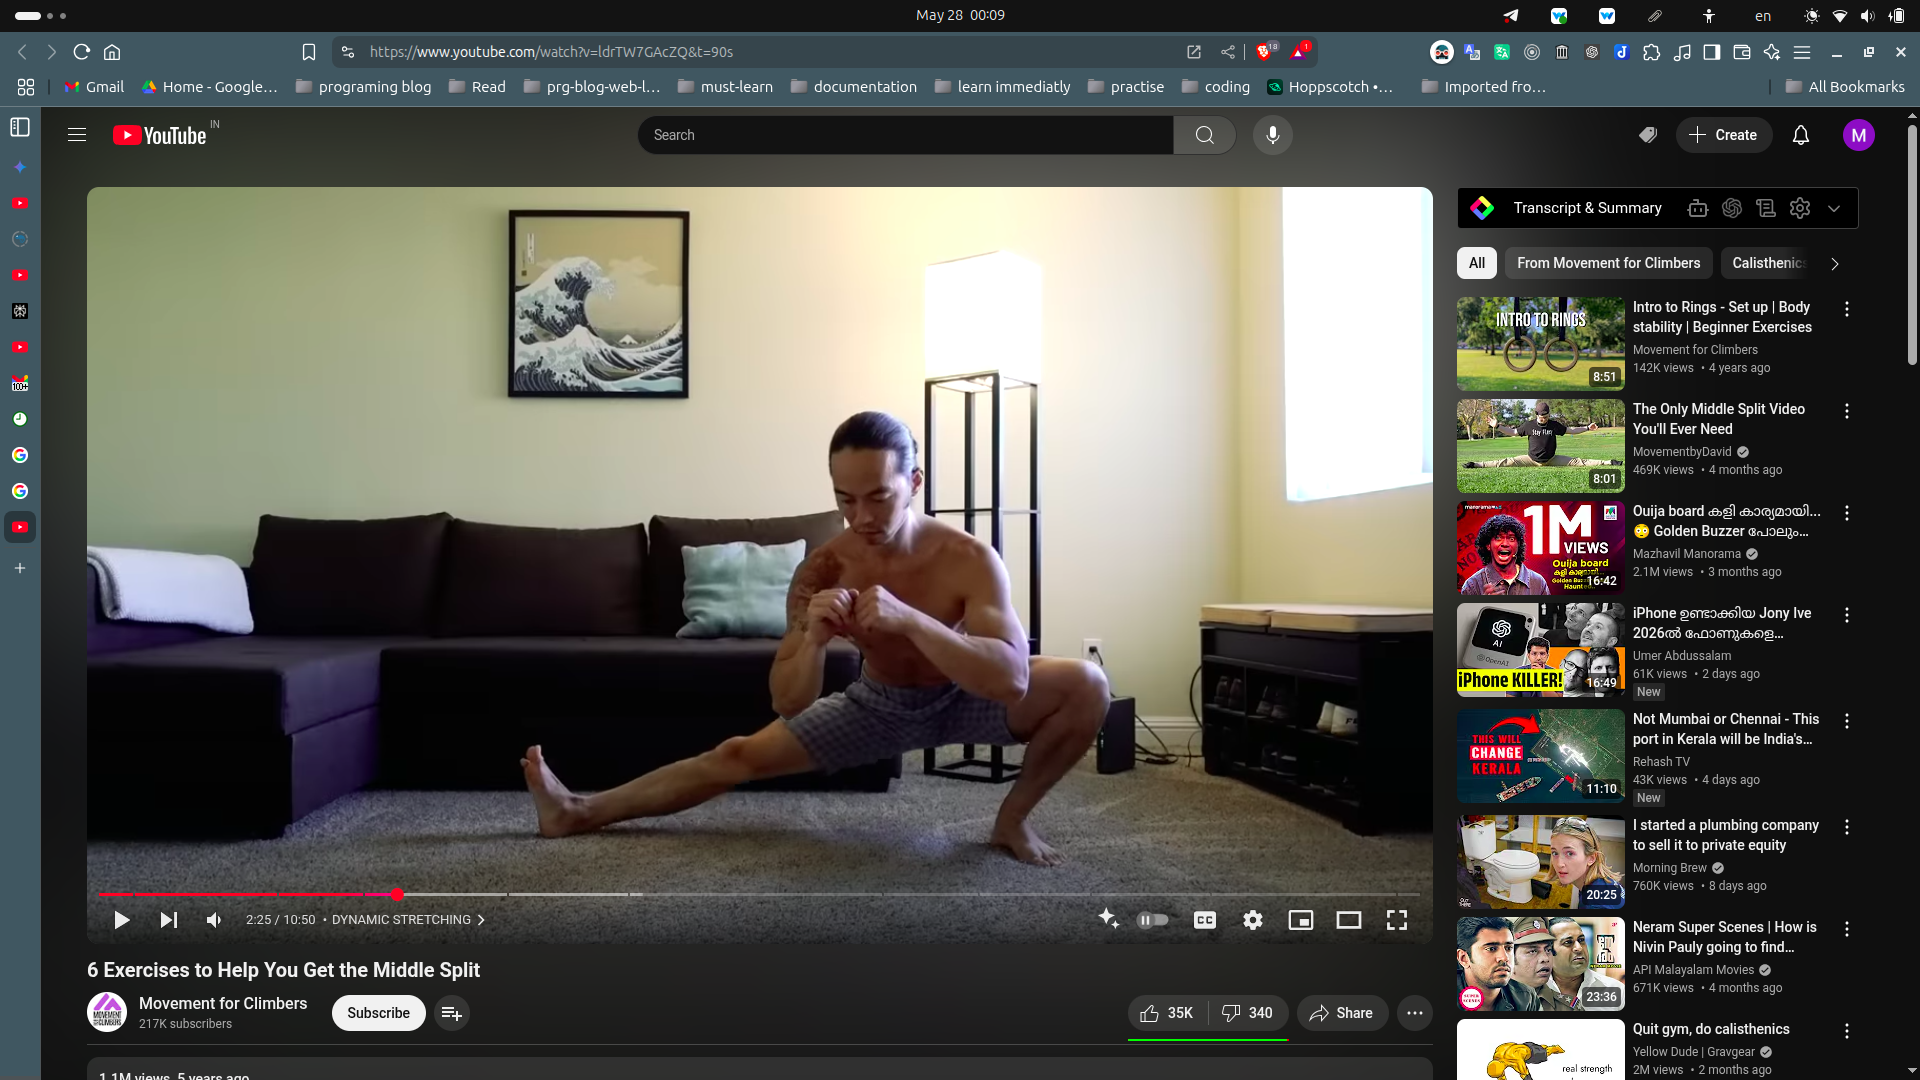 May 28 00:09
en
https://www.youtube.com/watch?v=ldrTW7GAcZQ&t=90s
18
1
Gmail
Home - Google...
programing blog
Read
prg-blog-web-l...
must-learn
documentation
learn immediatly
practise
coding
Hoppscotch •...
Imported fro...
All Bookmarks
YouTube IN
Search
Create
M
Transcript & Summary
All
From Movement for Climbers
Calisthenics
INTRO TO RINGS
8:51
Intro to Rings - Set up | Body
stability | Beginner Exercises
Movement for Climbers
142K views • 4 years ago
8:01
The Only Middle Split Video
You'll Ever Need
MovementbyDavid
469K views • 4 months ago
manorama
1M
VIEWS
Ouija board
16:42
Ouija board കളി കാര്യമായി...
😳 Golden Buzzer പോലും...
Mazhavil Manorama
2.1M views • 3 months ago
AI
OpenAI
iPhone KILLER!
16:49
iPhone ഉണ്ടാക്കിയ Jony Ive
2026ൽ ഫോണുകളെ...
Umer Abdussalam
61K views • 2 days ago
New
THIS WILL
CHANGE
KERALA
11:10
Not Mumbai or Chennai - This
port in Kerala will be India's...
Rehash TV
43K views • 4 days ago
New
20:25
I started a plumbing company
to sell it to private equity
Morning Brew
760K views • 8 days ago
23:36
Neram Super Scenes | How is
Nivin Pauly going to find...
API Malayalam Movies
671K views • 4 months ago
real strength
Quit gym, do calisthenics
Yellow Dude | Gravgear
2M views • 2 months ago
2:25 / 10:50 • DYNAMIC STRETCHING
CC
6 Exercises to Help You Get the Middle Split
Movement for Climbers
217K subscribers
Subscribe
35K
340
Share
1.1M views 5 years ago